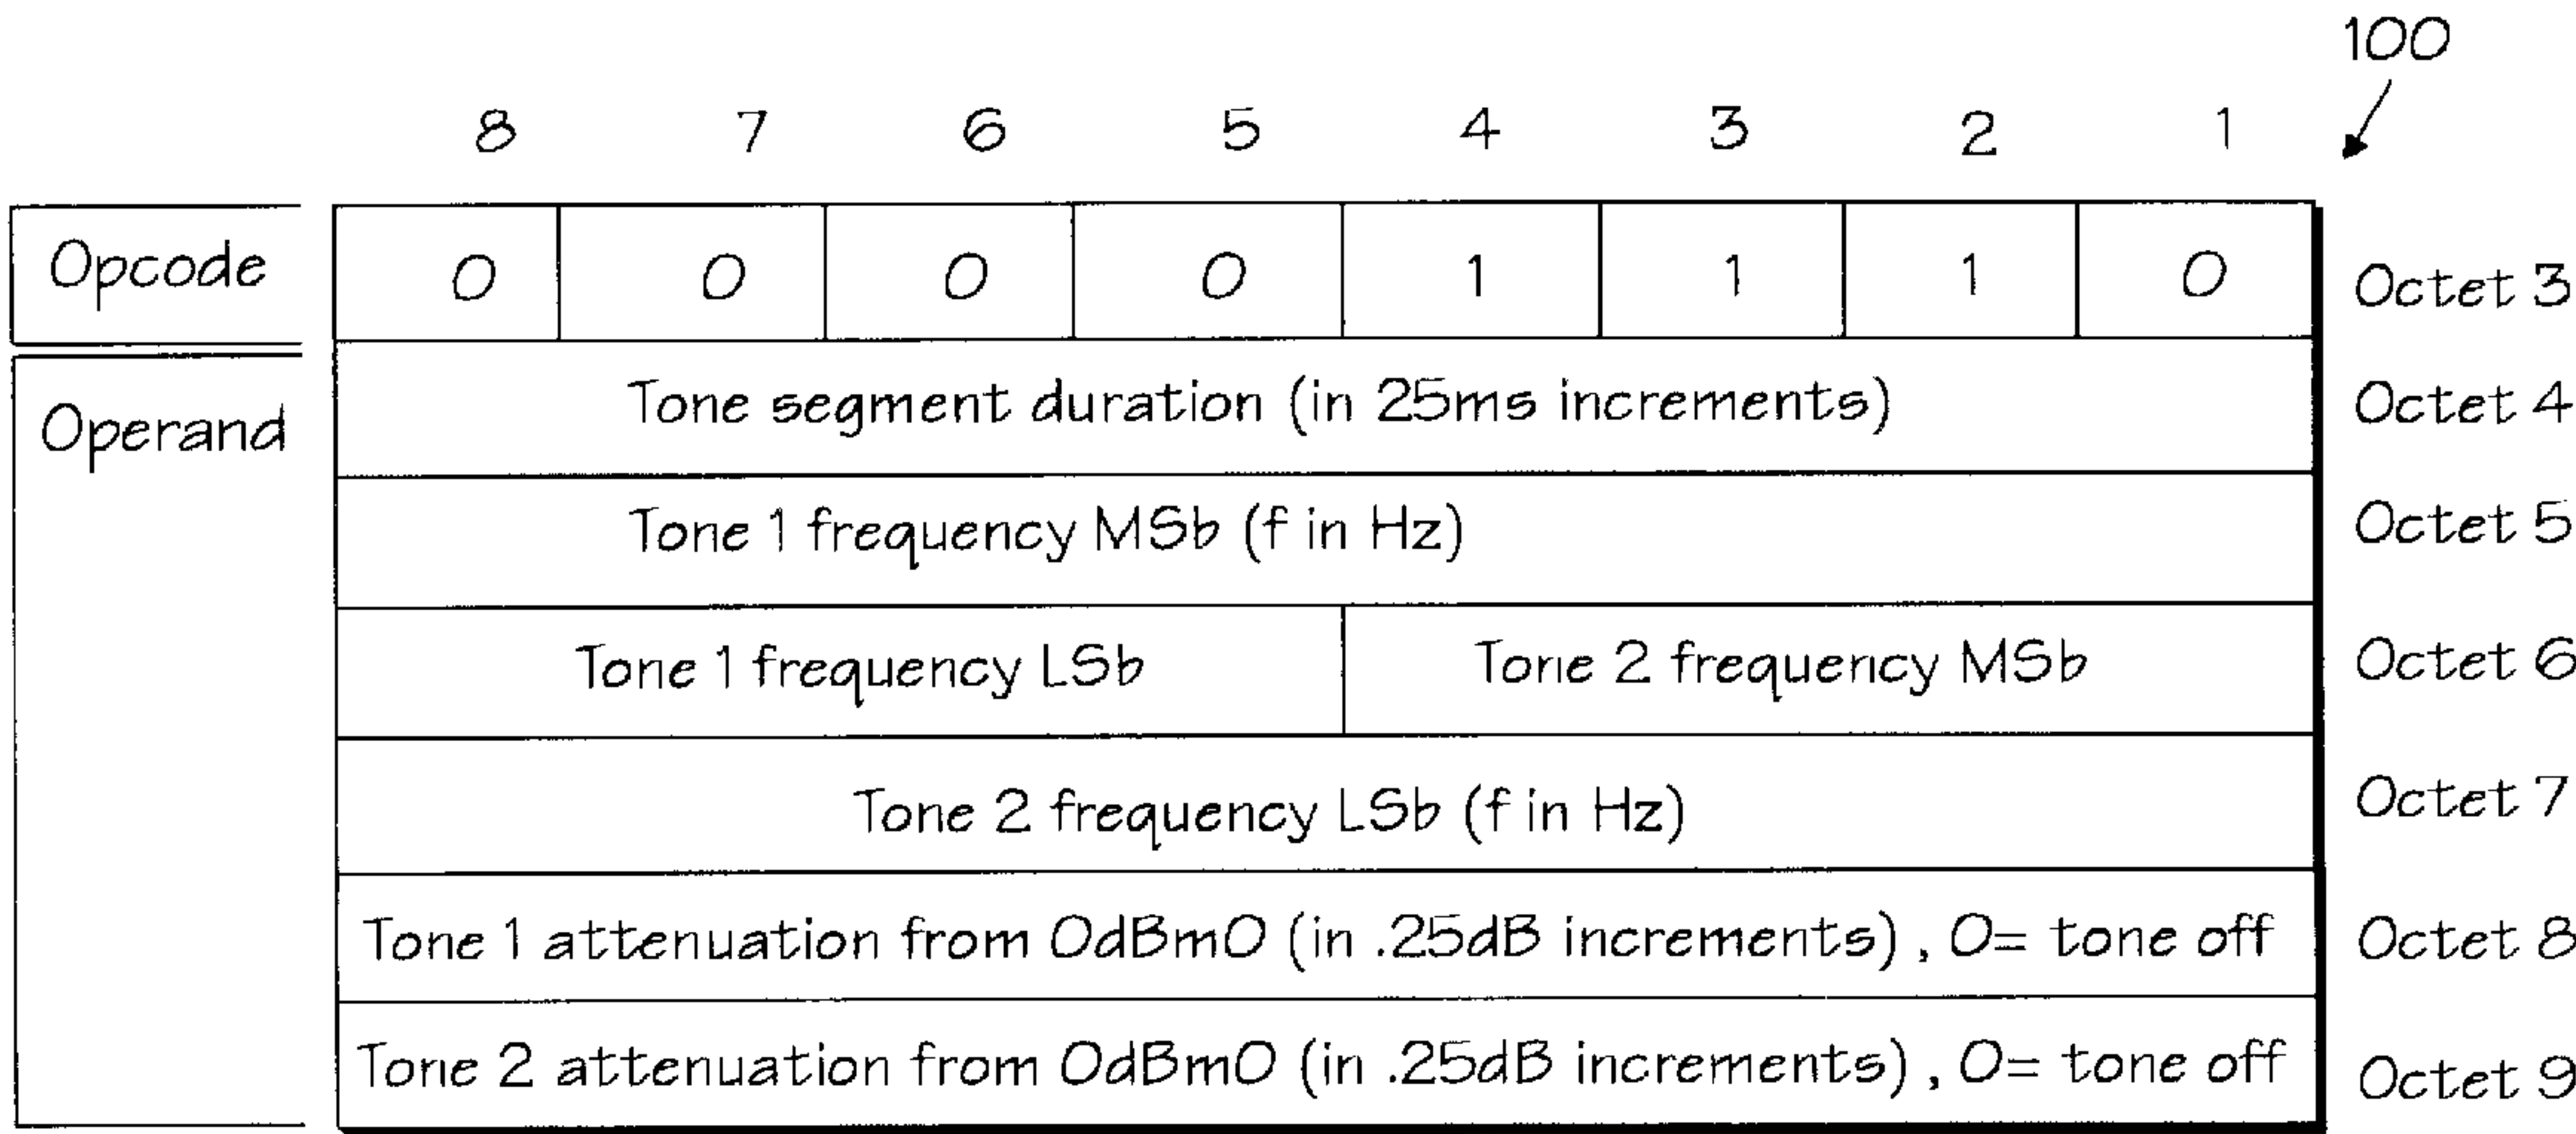 100
8 7 6 5 4 3 2 1
Opcode 0 0 0 0 1 1 1 0 Octet 3
Operand Tone segment duration (in 25ms increments) Octet 4
Tone 1 frequency MSb (f in Hz) Octet 5
Tone 1 frequency LSb Tone 2 frequency MSb Octet 6
Tone 2 frequency LSb (f in Hz) Octet 7
Tone 1 attenuation from 0dBm0 (in .25dB increments) , 0= tone off Octet 8
Tone 2 attenuation from 0dBm0 (in .25dB increments) , 0= tone off Octet 9